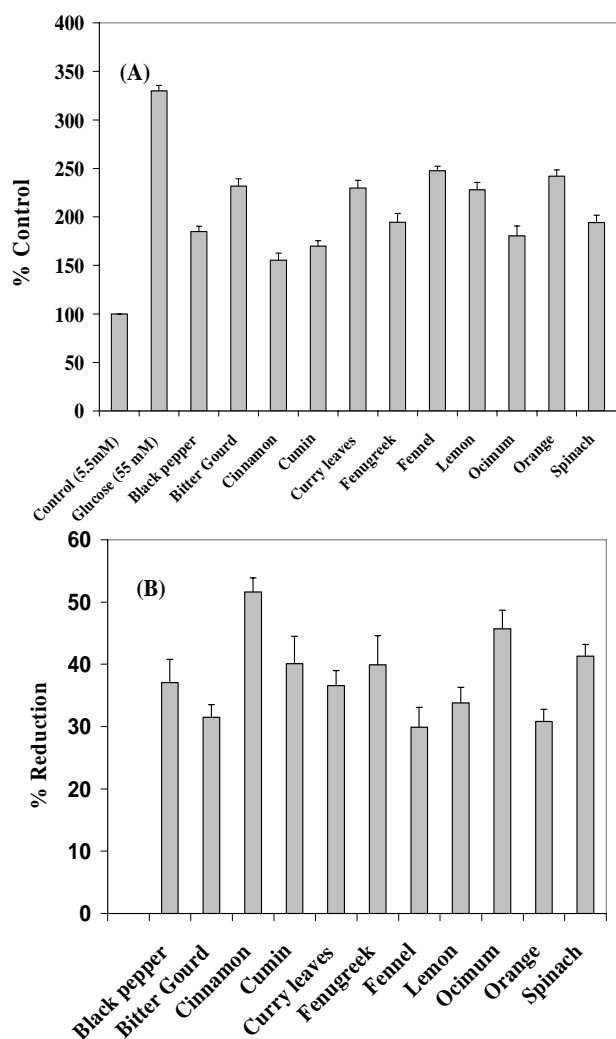 400
350
300
250
200
150
100
50
0
% Control
(A)
Control (5.5mM)
Glucose (55 mM)
Black pepper
Bitter Gourd
Cinnamon
Cumin
Curry leaves
Fenugreek
Fennel
Lemon
Ocimum
Orange
Spinach
60
50
40
30
20
10
0
% Reduction
(B)
Black pepper
Bitter Gourd
Cinnamon
Cumin
Curry leaves
Fenugreek
Fennel
Lemon
Ocimum
Orange
Spinach